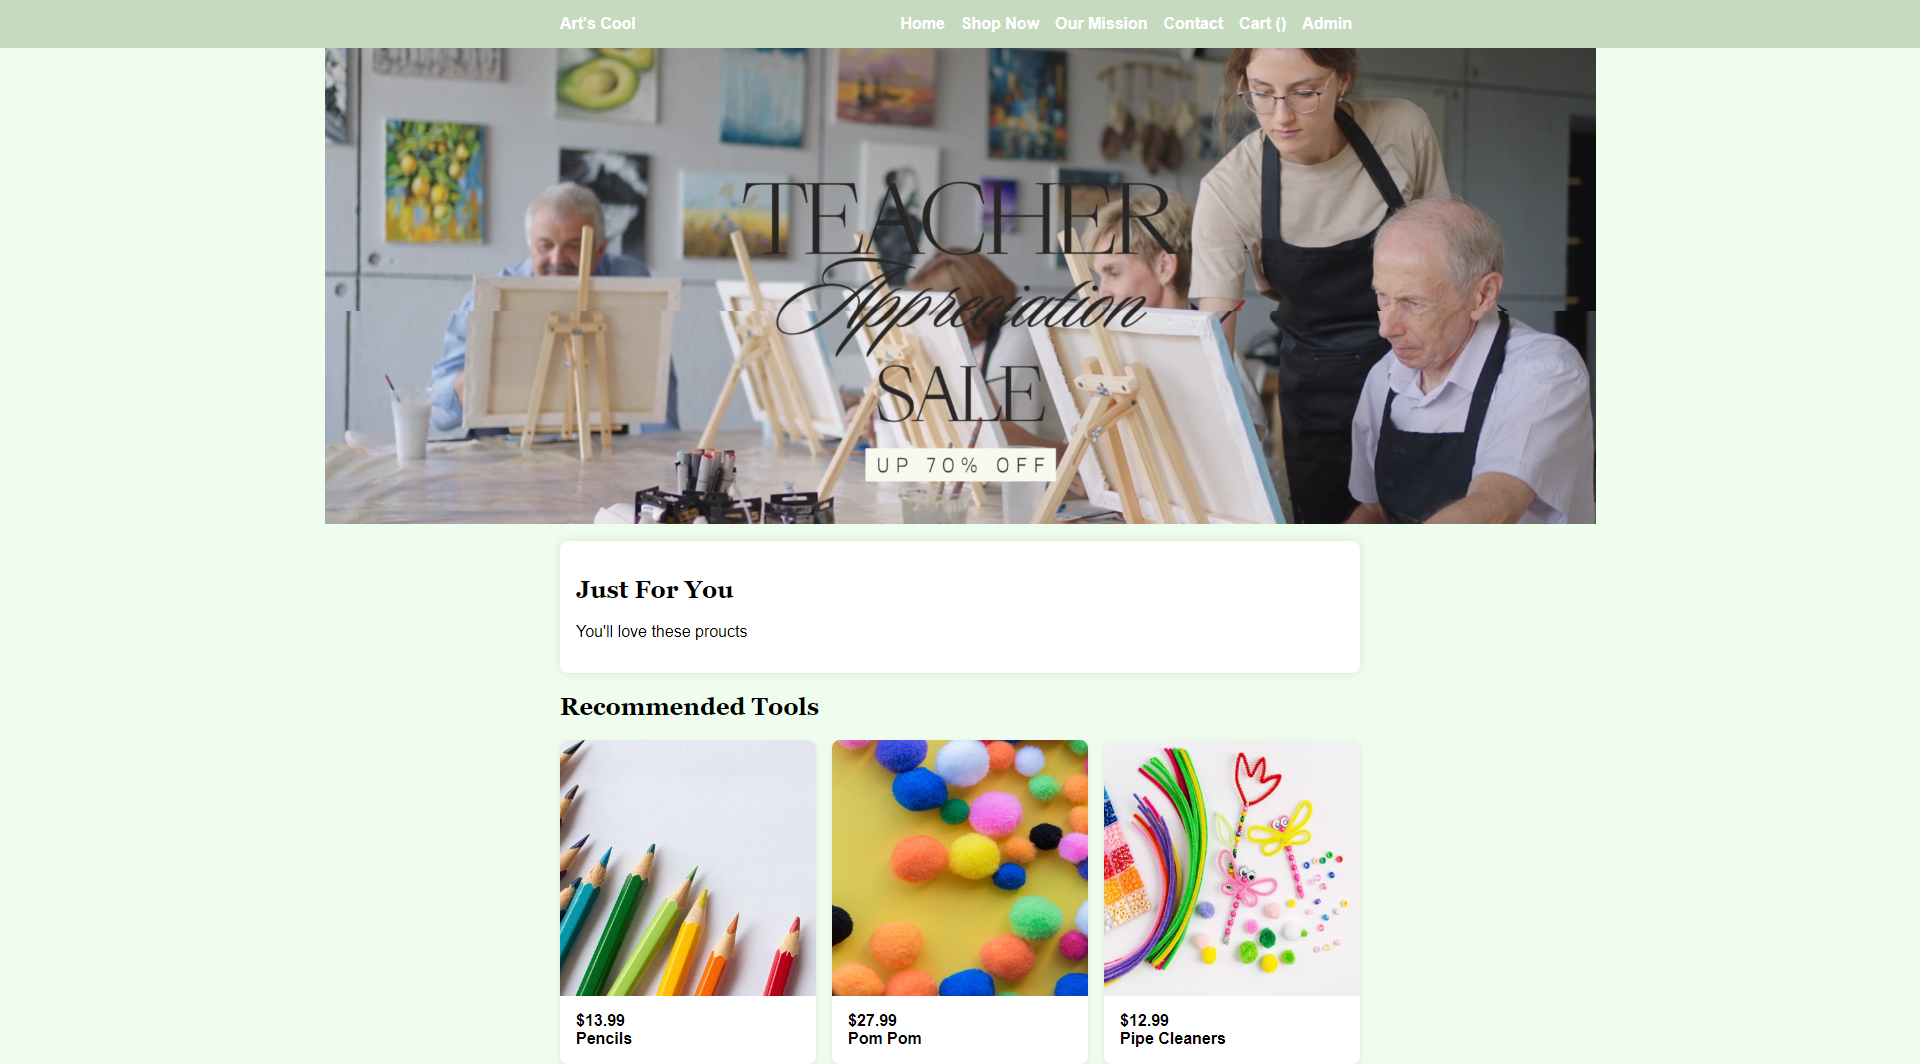 Art's Cool
Home Shop Now Our Mission Contact Cart () Admin
TEACHER
Appreciation
SALE
UP 70% OFF
Just For You
You'll love these proucts
Recommended Tools
$13.99
Pencils
$27.99
Pom Pom
$12.99
Pipe Cleaners